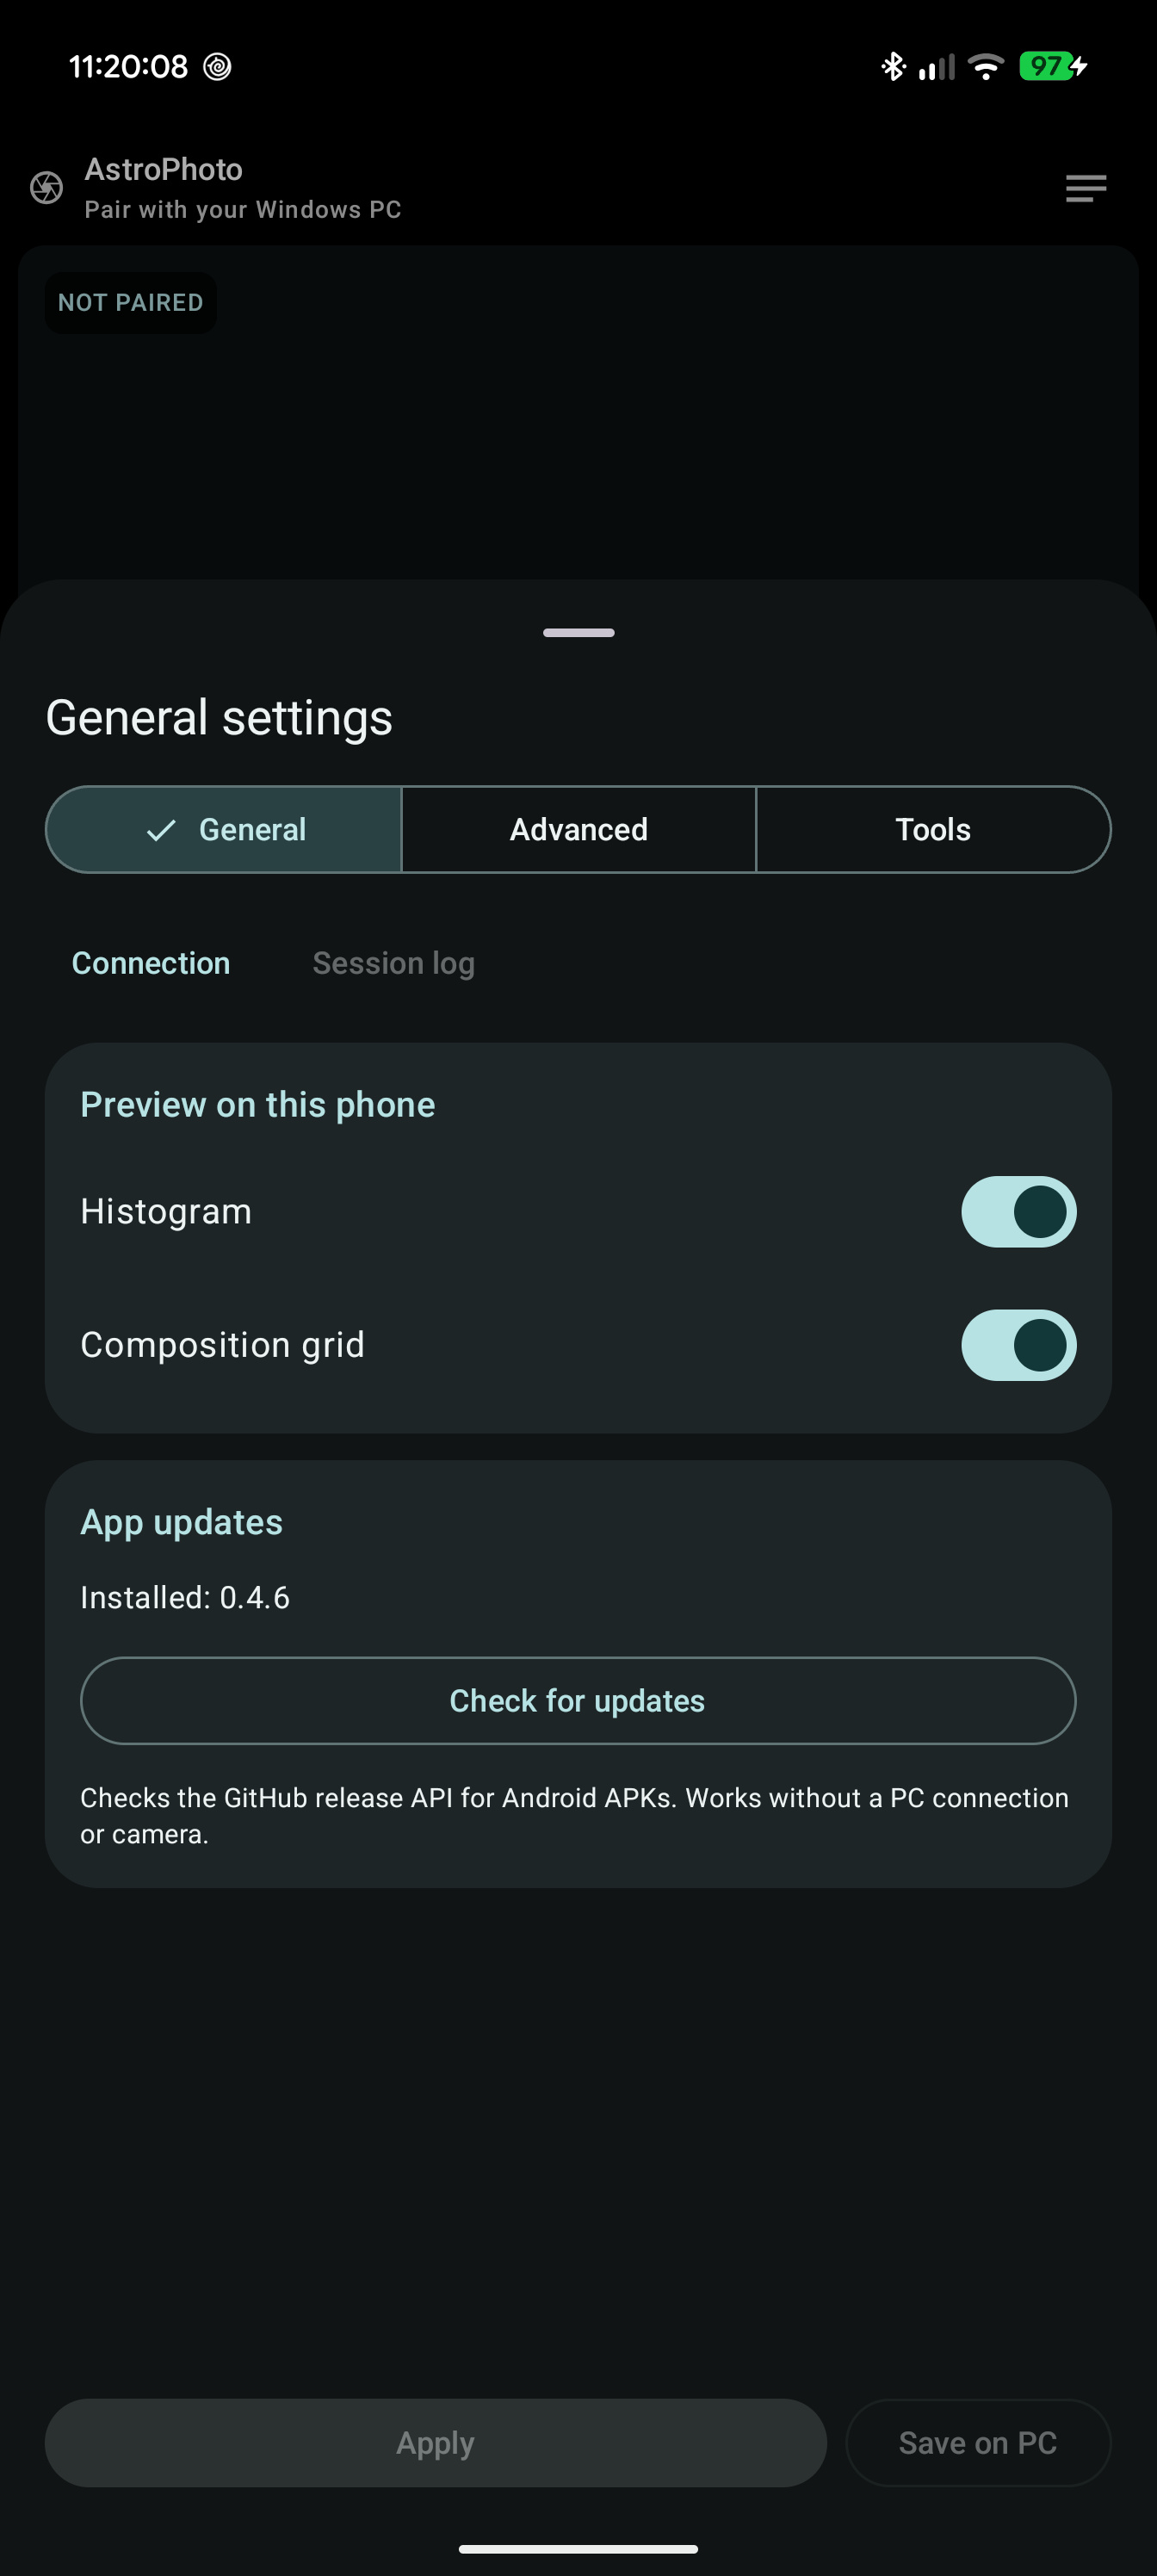 11:20:08
97
AstroPhoto
Pair with your Windows PC
NOT PAIRED
General settings
General
Advanced
Tools
Connection
Session log
Preview on this phone
Histogram
Composition grid
App updates
Installed: 0.4.6
Check for updates
Checks the GitHub release API for Android APKs. Works without a PC connection
or camera.
Apply
Save on PC